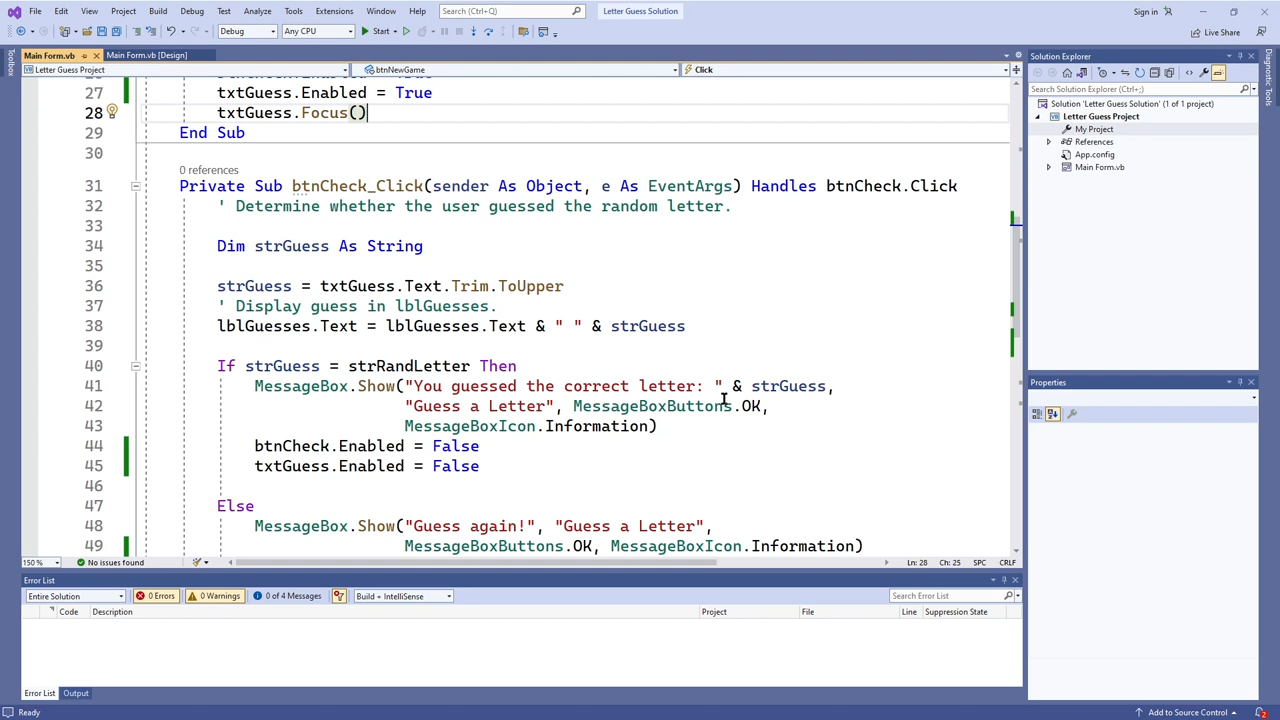 File Edit View Git Project Build Debug Test Analyze Tools Extensions Window Help Search (Ctrl+Q) Letter Guess Solution Sign in
Debug Any CPU Start Live Share
Main Form.vb Main Form.vb [Design]
Letter Guess Project btnNewGame Click
27 txtGuess.Enabled = True
28 txtGuess.Focus()
29 End Sub
30
0 references
31 Private Sub btnCheck_Click(sender As Object, e As EventArgs) Handles btnCheck.Click
32 ' Determine whether the user guessed the random letter.
33
34 Dim strGuess As String
35
36 strGuess = txtGuess.Text.Trim.ToUpper
37 ' Display guess in lblGuesses.
38 lblGuesses.Text = lblGuesses.Text & " " & strGuess
39
40 If strGuess = strRandLetter Then
41 MessageBox.Show("You guessed the correct letter: " & strGuess,
42 "Guess a Letter", MessageBoxButtons.OK,
43 MessageBoxIcon.Information)
44 btnCheck.Enabled = False
45 txtGuess.Enabled = False
46
47 Else
48 MessageBox.Show("Guess again!", "Guess a Letter",
49 MessageBoxButtons.OK, MessageBoxIcon.Information)
150 % No issues found Ln: 28 Ch: 25 SPC CRLF
Error List
Entire Solution 0 Errors 0 Warnings 0 of 4 Messages Build + IntelliSense Search Error List
Code Description Project File Line Suppression State
Error List Output
Ready Add to Source Control 2
Toolbox
Solution Explorer
Search Solution Explorer (Ctrl+;)
Solution 'Letter Guess Solution' (1 of 1 project)
Letter Guess Project
My Project
References
App.config
Main Form.vb
Properties
Diagnostic Tools